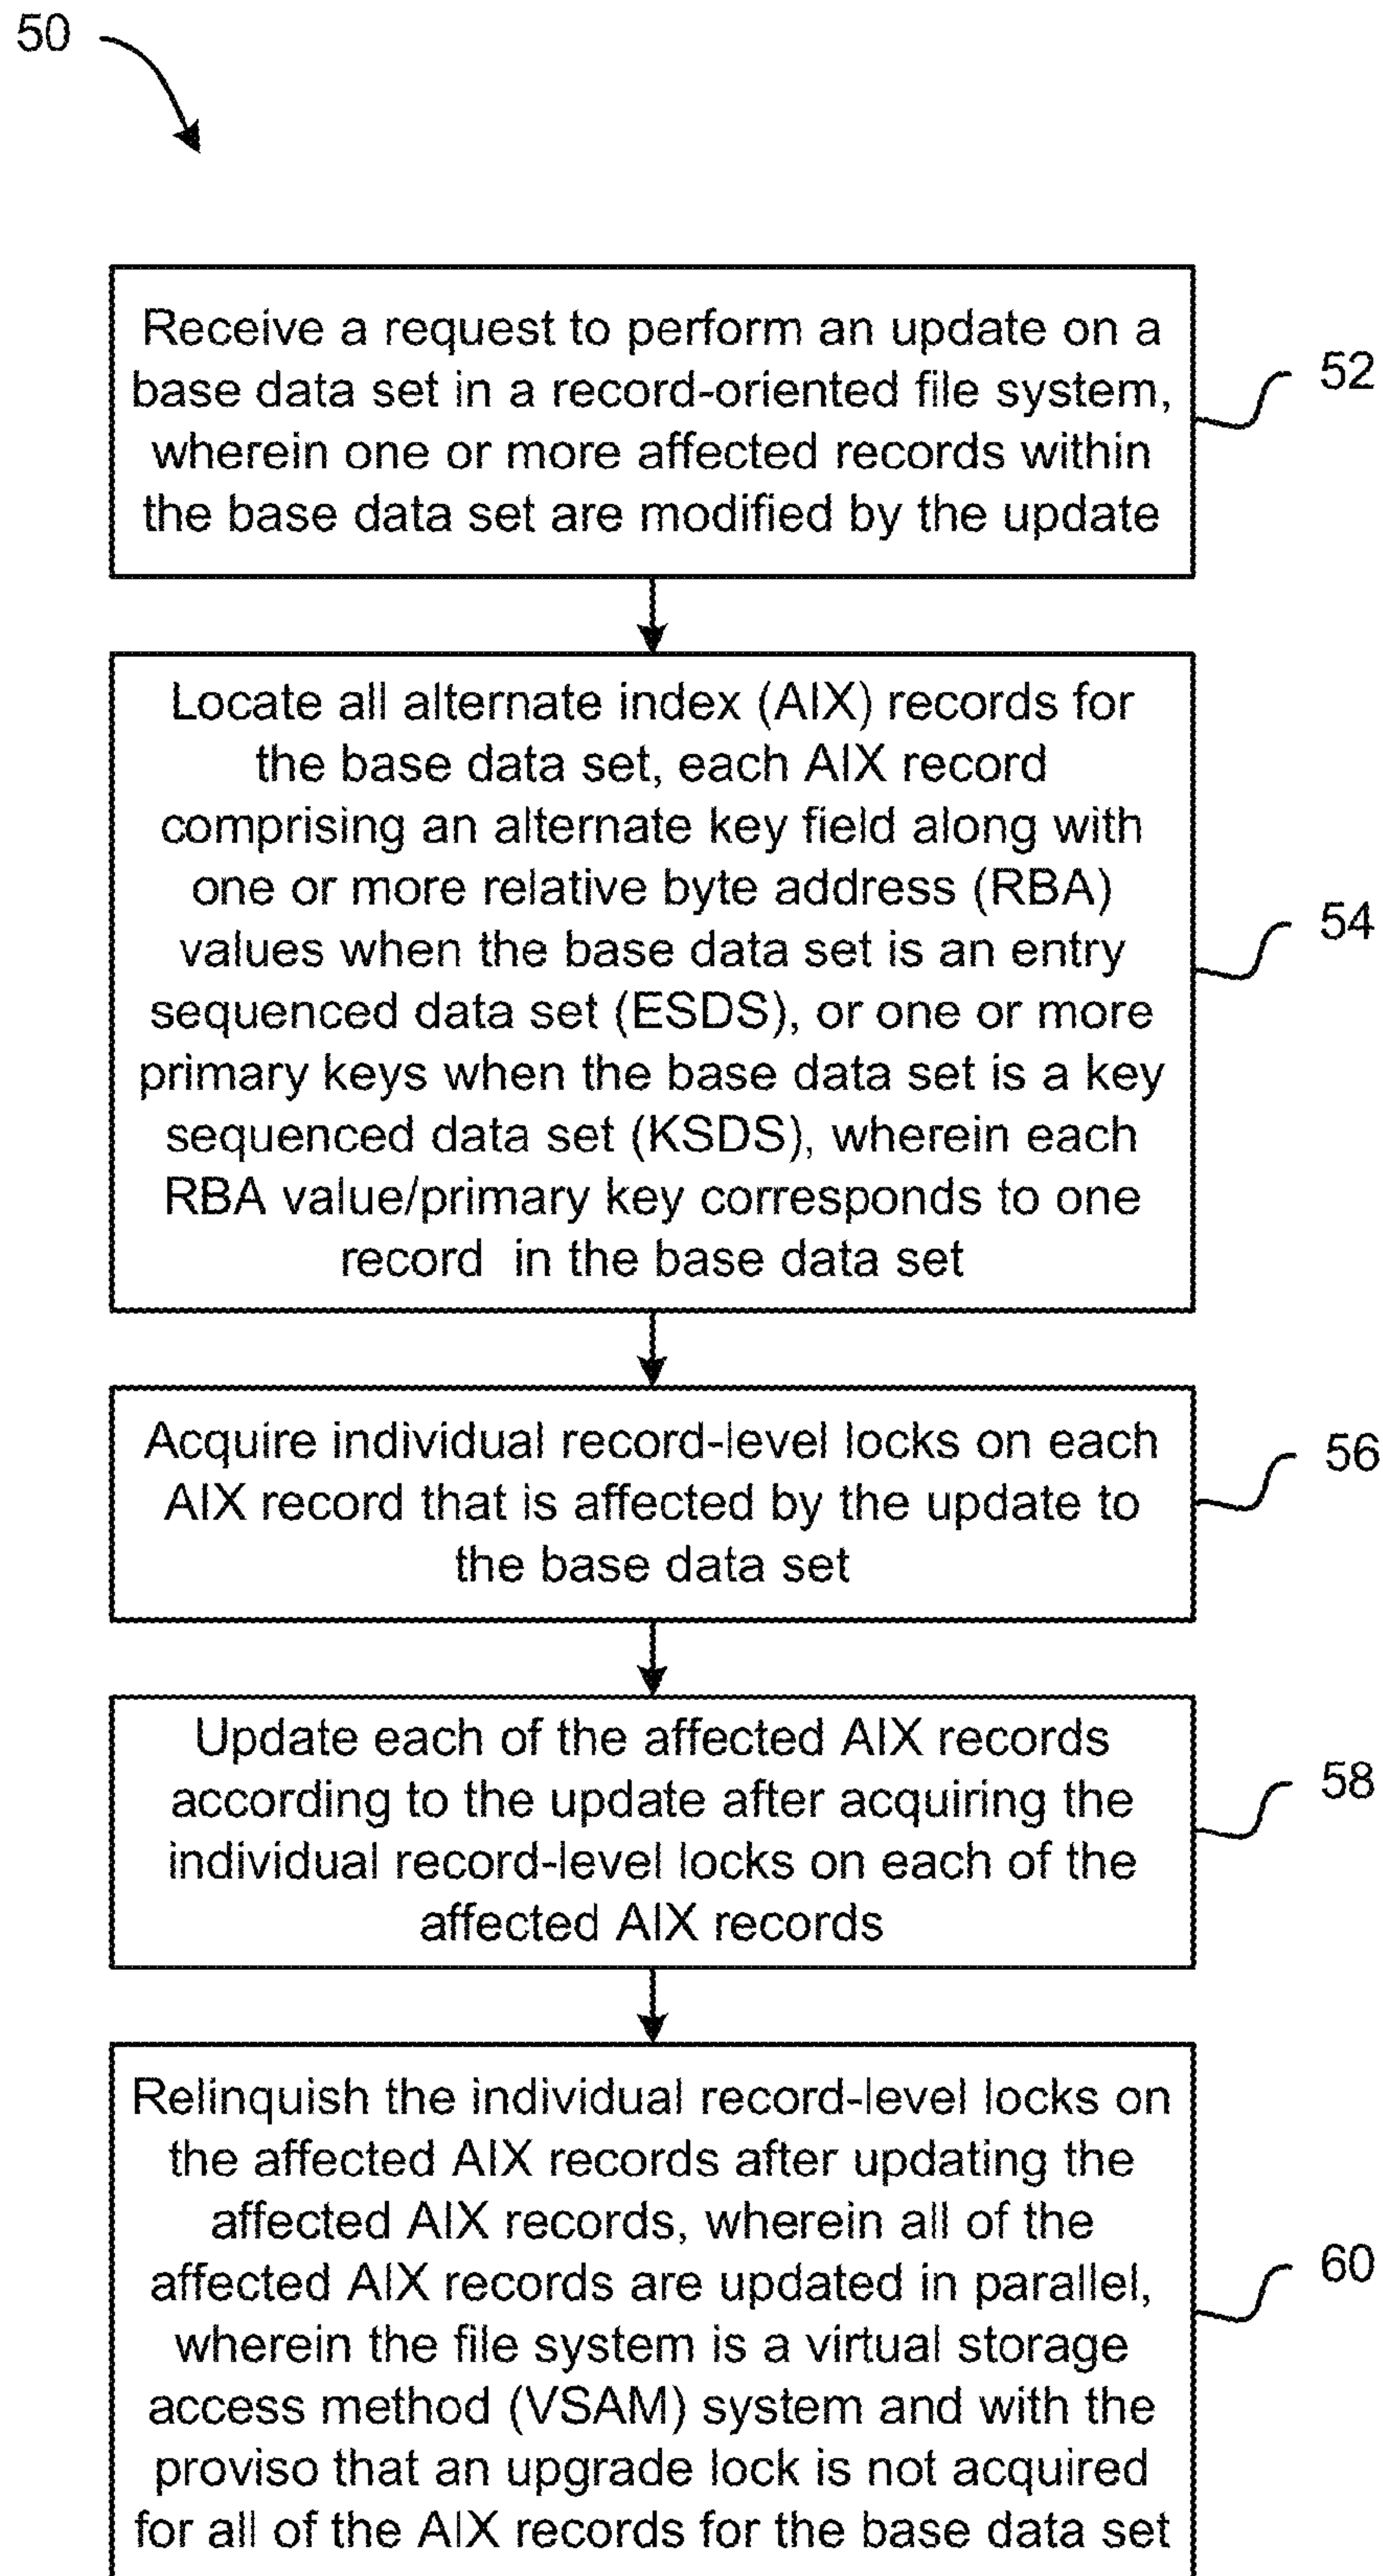 50
Receive a request to perform an update on a
base data set in a record-oriented file system,
wherein one or more affected records within
the base data set are modified by the update
52
Locate all alternate index (AIX) records for
the base data set, each AIX record
comprising an alternate key field along with
one or more relative byte address (RBA)
values when the base data set is an entry
sequenced data set (ESDS), or one or more
primary keys when the base data set is a key
sequenced data set (KSDS), wherein each
RBA value/primary key corresponds to one
record in the base data set
54
Acquire individual record-level locks on each
AIX record that is affected by the update to
the base data set
56
Update each of the affected AIX records
according to the update after acquiring the
individual record-level locks on each of the
affected AIX records
58
Relinquish the individual record-level locks on
the affected AIX records after updating the
affected AIX records, wherein all of the
affected AIX records are updated in parallel,
wherein the file system is a virtual storage
access method (VSAM) system and with the
proviso that an upgrade lock is not acquired
for all of the AIX records for the base data set
60